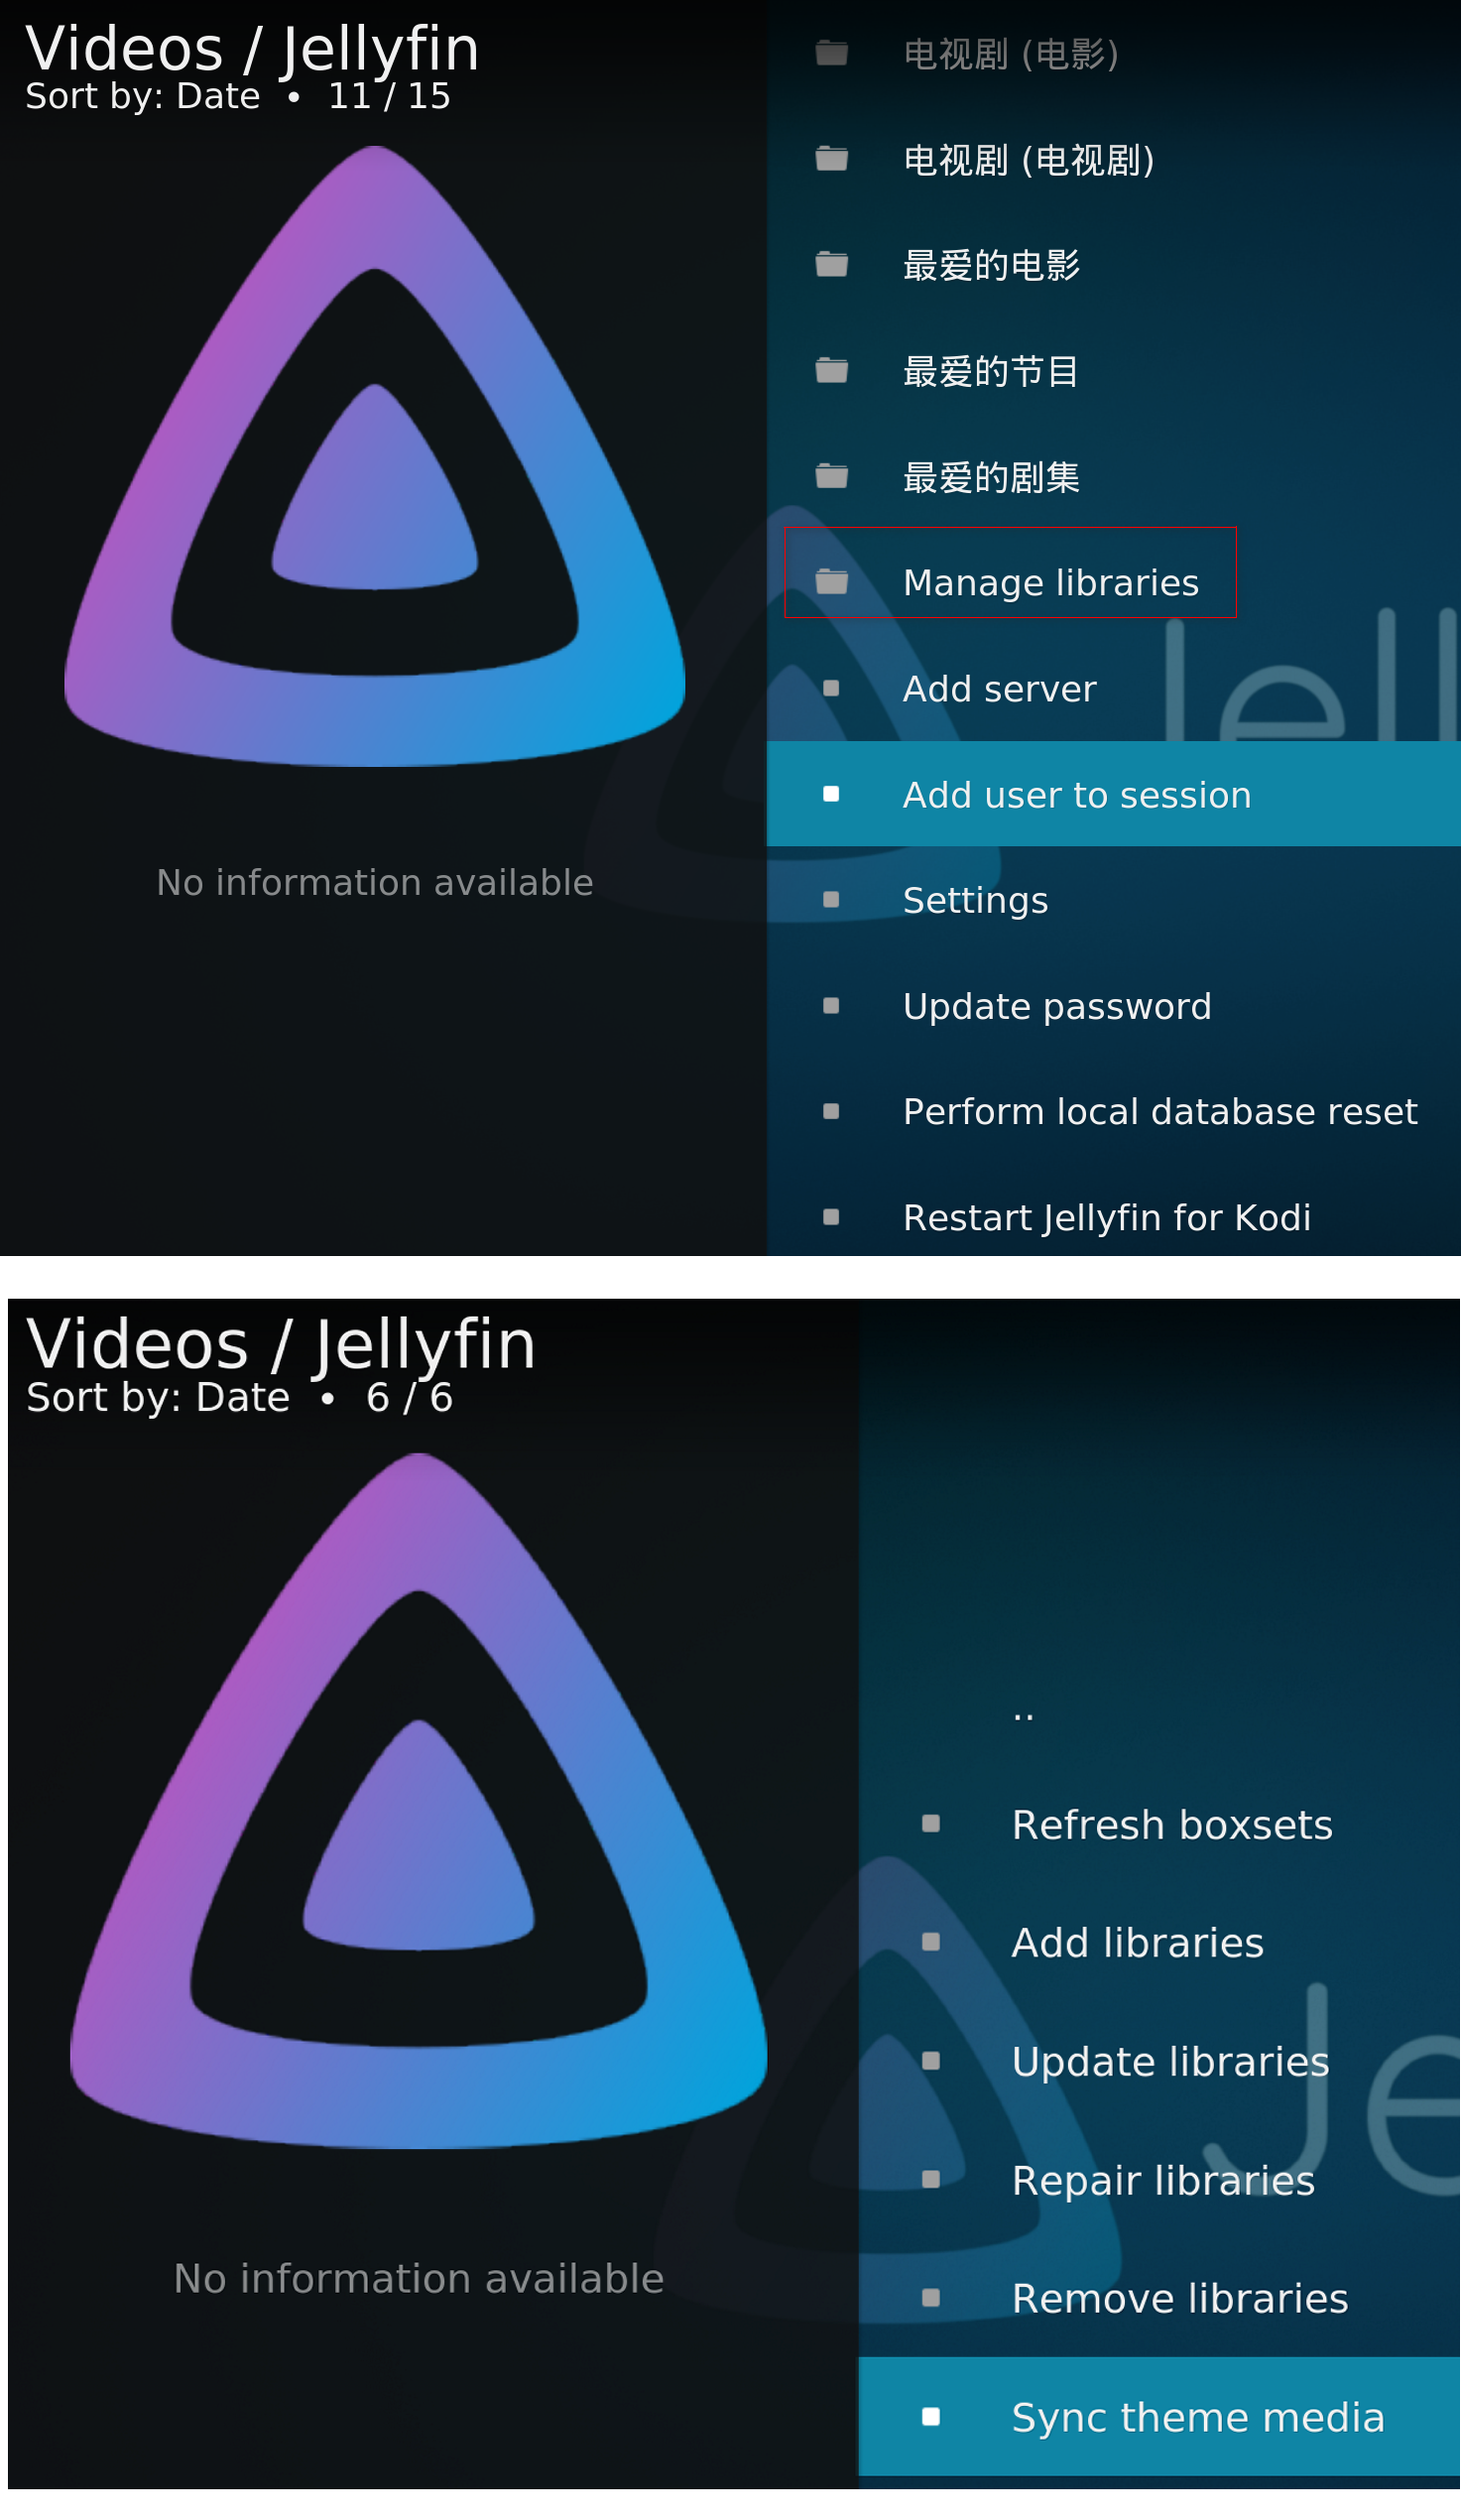 Videos / Jellyfin
Sort by: Date • 11 / 15
电视剧 (电影)
电视剧 (电视剧)
最爱的电影
最爱的节目
最爱的剧集
Manage libraries
Add server
Jell
Add user to session
No information available
Settings
Update password
Perform local database reset
Restart Jellyfin for Kodi
Videos / Jellyfin
Sort by: Date • 6 / 6
..
Refresh boxsets
Add libraries
Update libraries
Je
Repair libraries
No information available
Remove libraries
Sync theme media